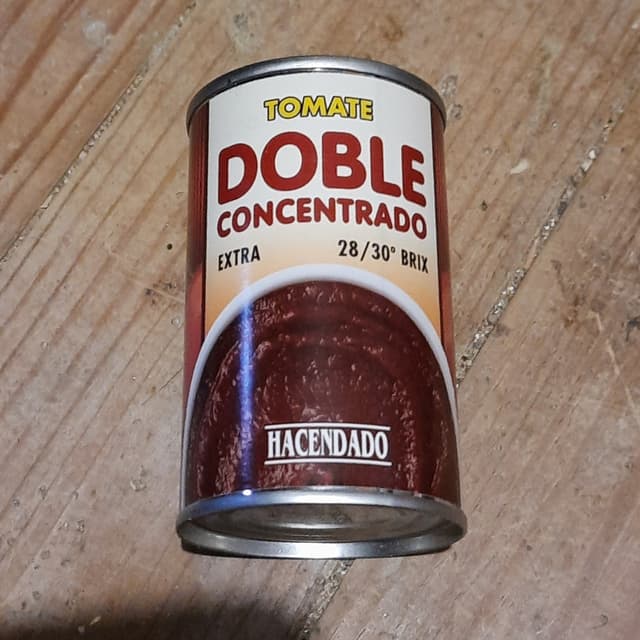 TOMATE
DOBLE
CONCENTRADO
EXTRA 28/30° BRIX
HACENDADO